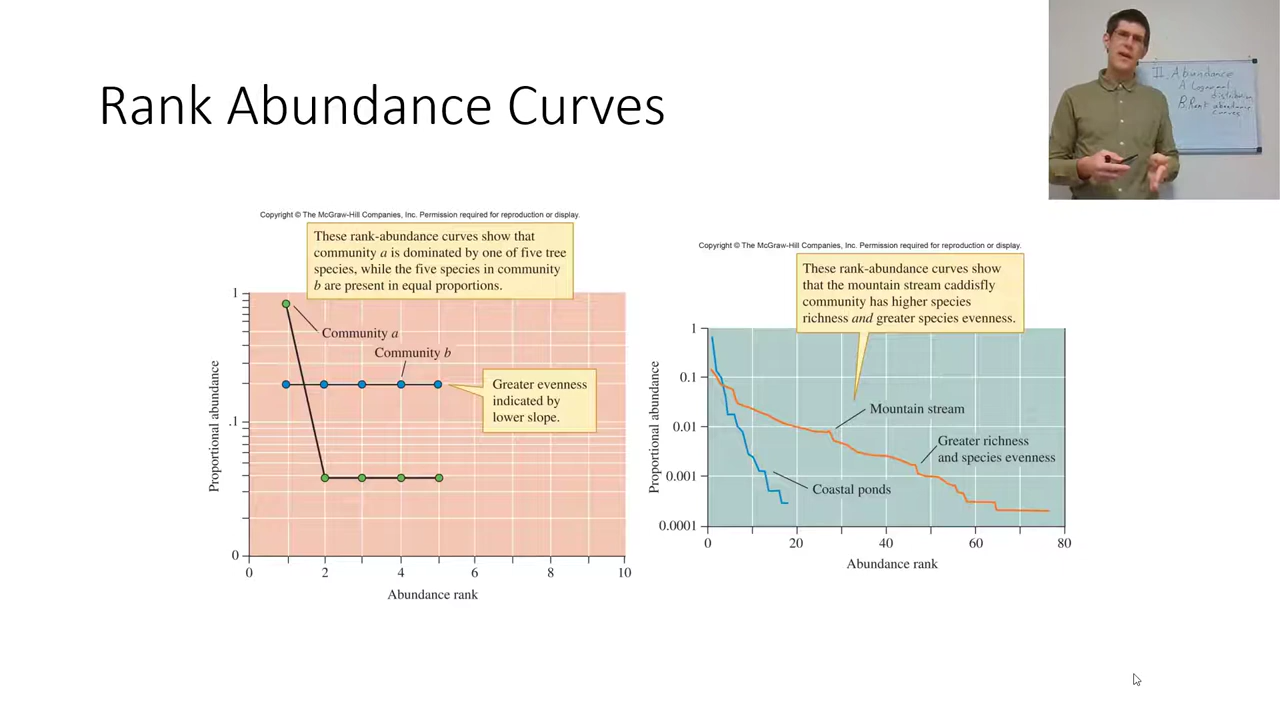 Rank Abundance Curves
II. Abundance
A. Lognormal
distribution
B. Rank abundance
curves
Copyright © The McGraw-Hill Companies, Inc. Permission required for reproduction or display.
These rank-abundance curves show that
community a is dominated by one of five tree
species, while the five species in community
b are present in equal proportions.
1
Community a
Community b
Greater evenness
indicated by
lower slope.
.1
0
Proportional abundance
0 2 4 6 8 10
Abundance rank
Copyright © The McGraw-Hill Companies, Inc. Permission required for reproduction or display.
These rank-abundance curves show
that the mountain stream caddisfly
community has higher species
richness and greater species evenness.
1
0.1
0.01
0.001
0.0001
Proportional abundance
Mountain stream
Greater richness
and species evenness
Coastal ponds
0 20 40 60 80
Abundance rank